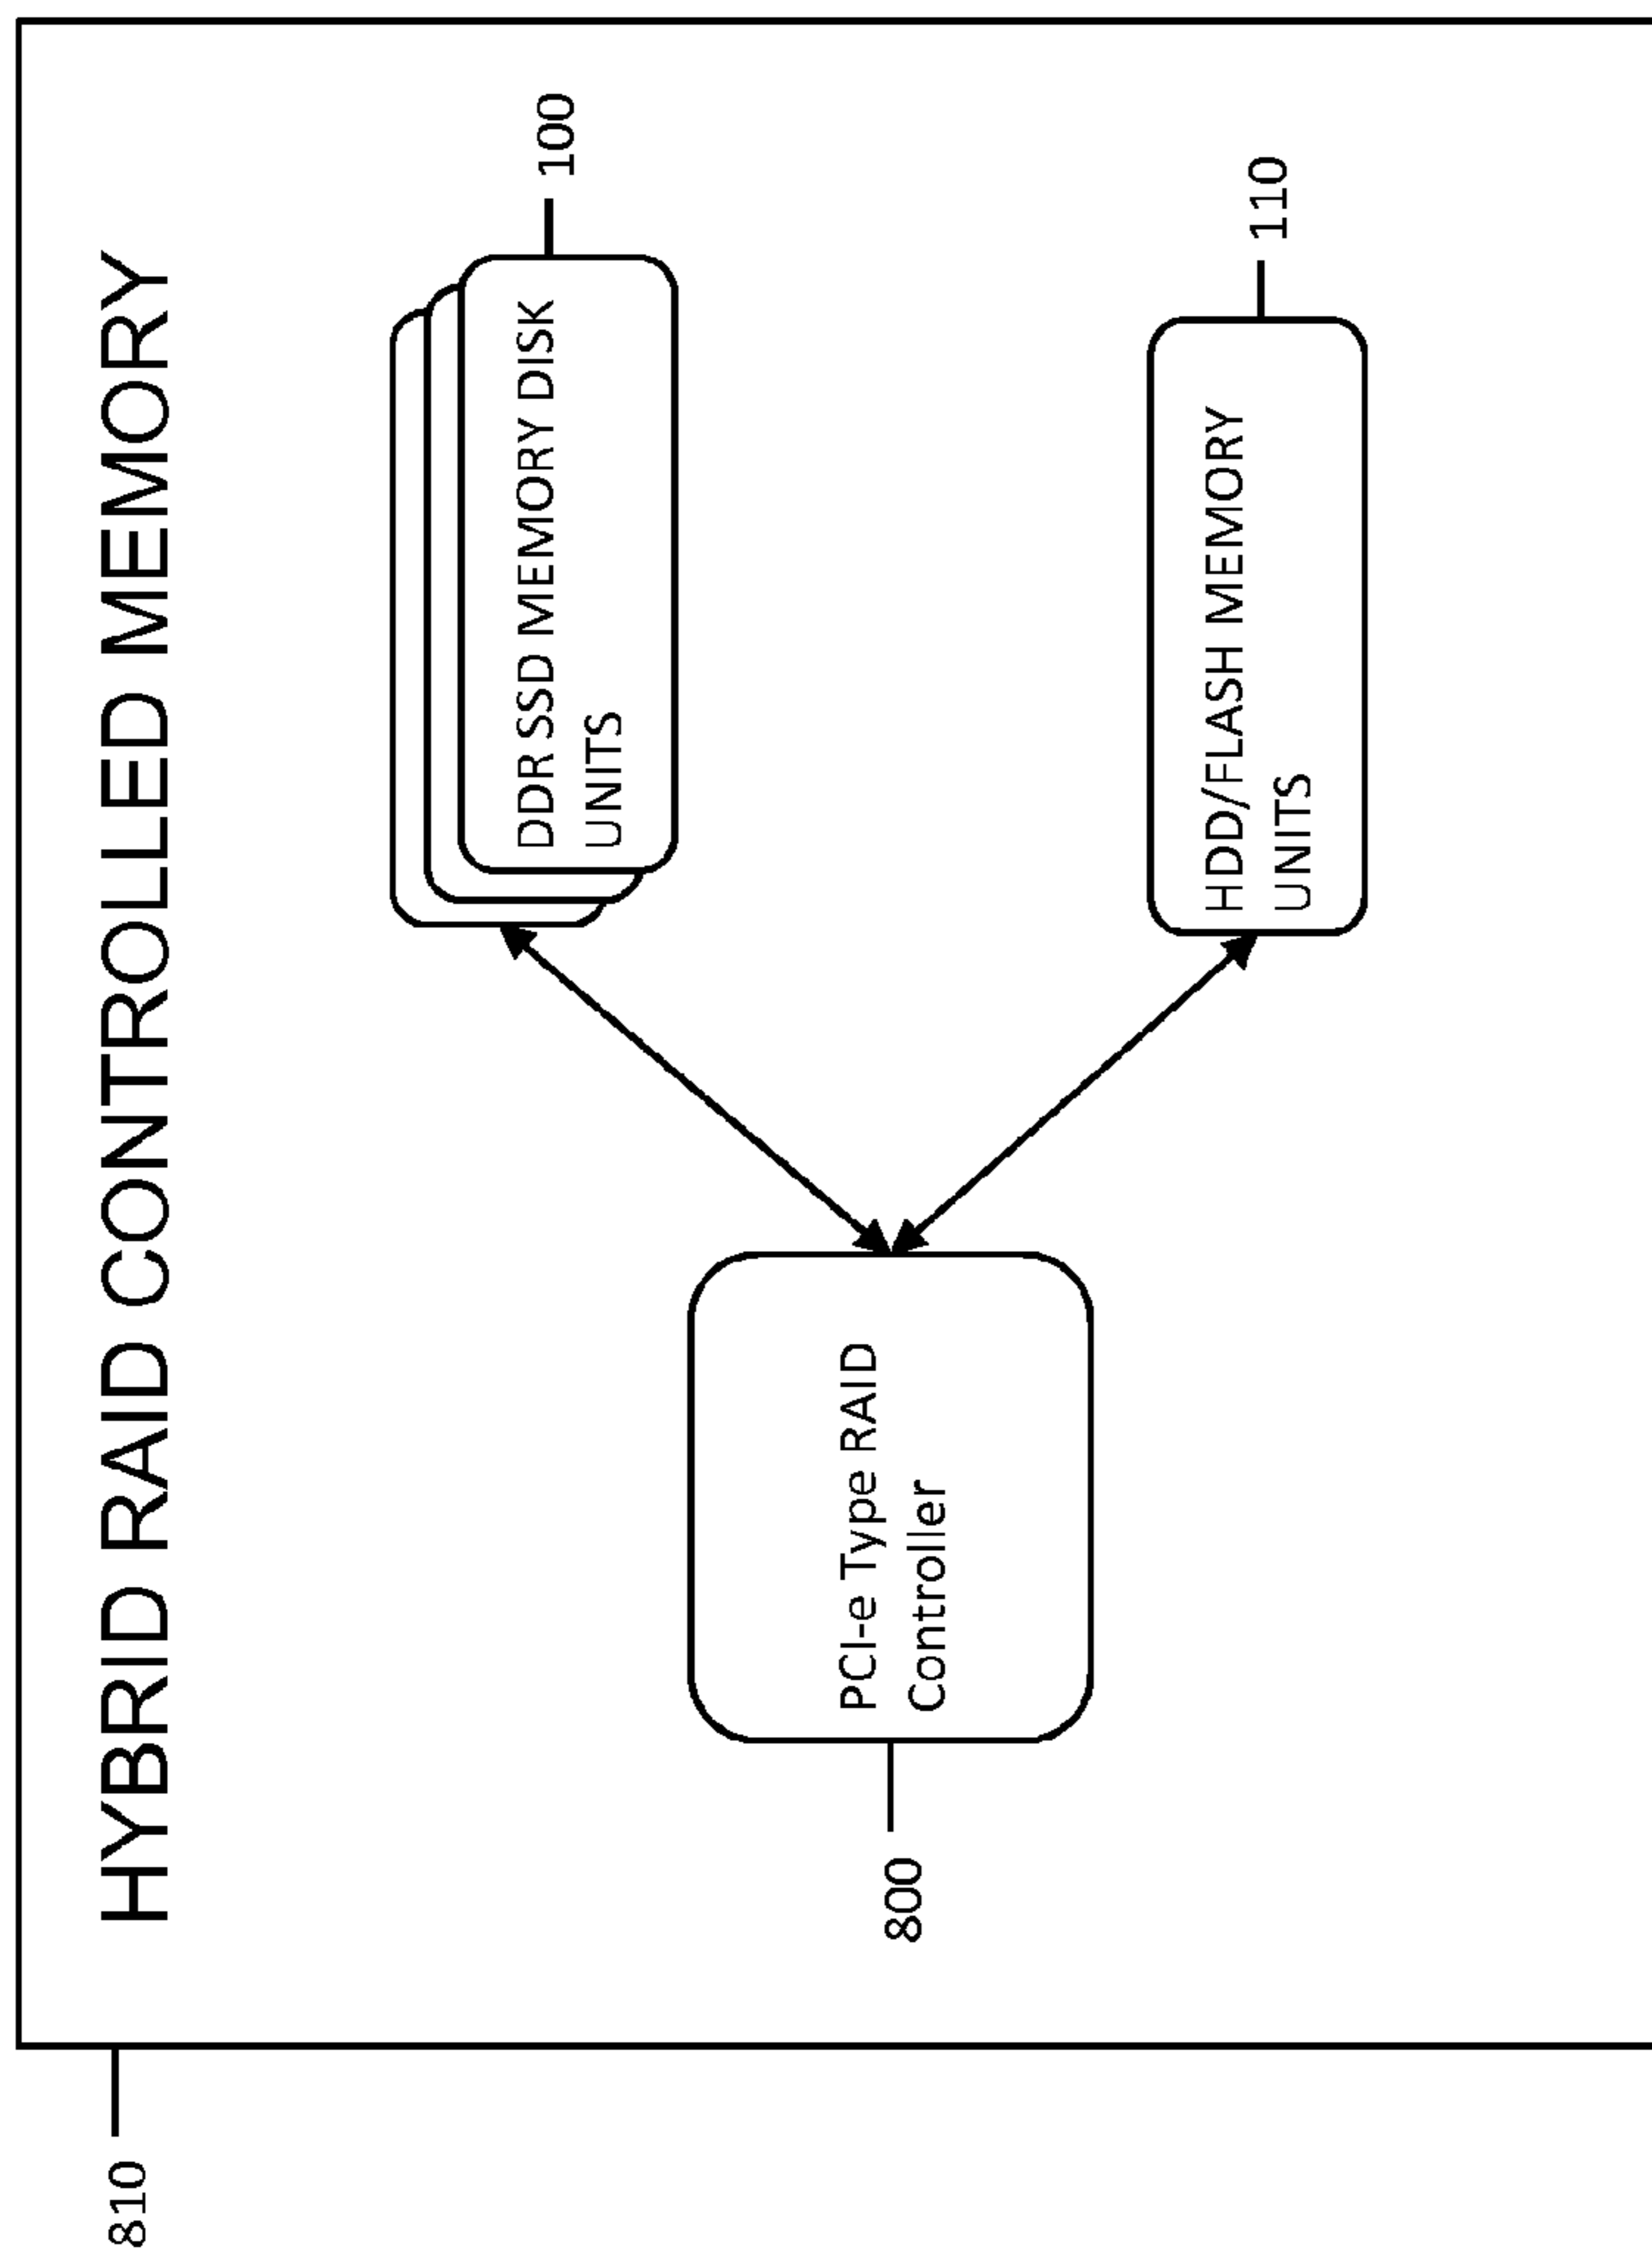 810
HYBRID RAID CONTROLLED MEMORY
DDR SSD MEMORY DISK
UNITS
100
800
PCI-e Type RAID
Controller
HDD/FLASH MEMORY
UNITS
110